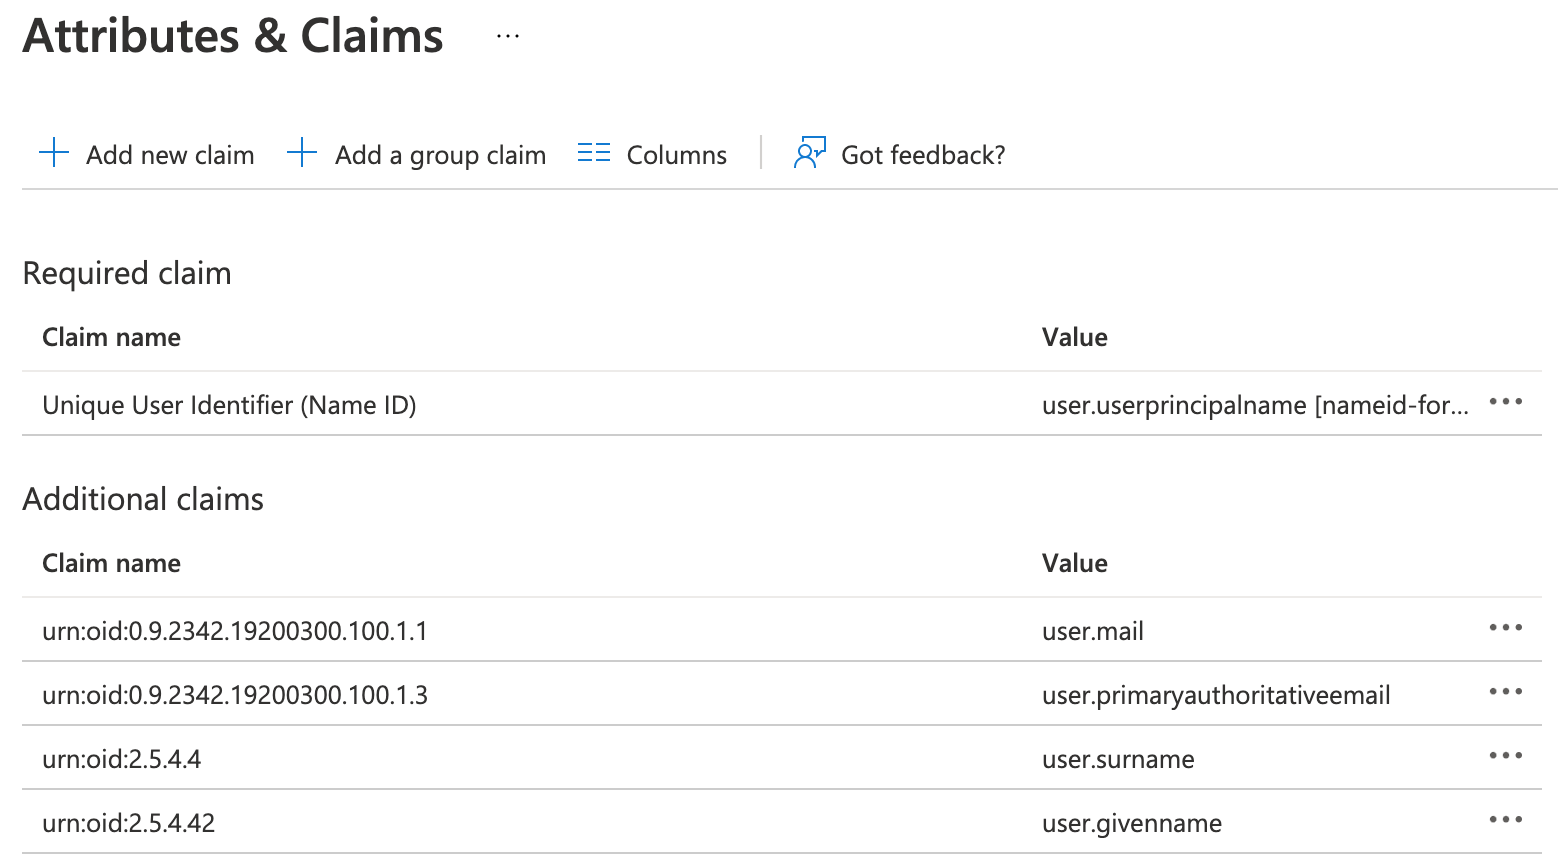 Attributes & Claims ...
Add new claim Add a group claim Columns Got feedback?
Required claim
Claim name Value
Unique User Identifier (Name ID) user.userprincipalname [nameid-for...
Additional claims
Claim name Value
urn:oid:0.9.2342.19200300.100.1.1 user.mail
urn:oid:0.9.2342.19200300.100.1.3 user.primaryauthoritativeemail
urn:oid:2.5.4.4 user.surname
urn:oid:2.5.4.42 user.givenname